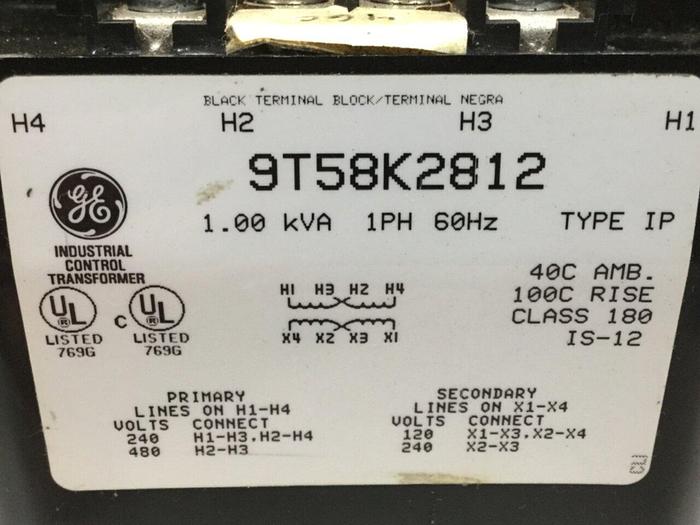 BLACK TERMINAL BLOCK/TERMINAL NEGRA
H4 H2 H3 H1
9T58K2812
1.00 kVA 1PH 60Hz TYPE IP
GE
INDUSTRIAL
CONTROL
TRANSFORMER
40C AMB.
100C RISE
CLASS 180
IS-12
H1 H3 H2 H4
X4 X2 X3 X1
UL ® c UL ®
LISTED LISTED
769G 769G
PRIMARY
LINES ON H1-H4
VOLTS CONNECT
240 H1-H3,H2-H4
480 H2-H3
SECONDARY
LINES ON X1-X4
VOLTS CONNECT
120 X1-X3,X2-X4
240 X2-X3